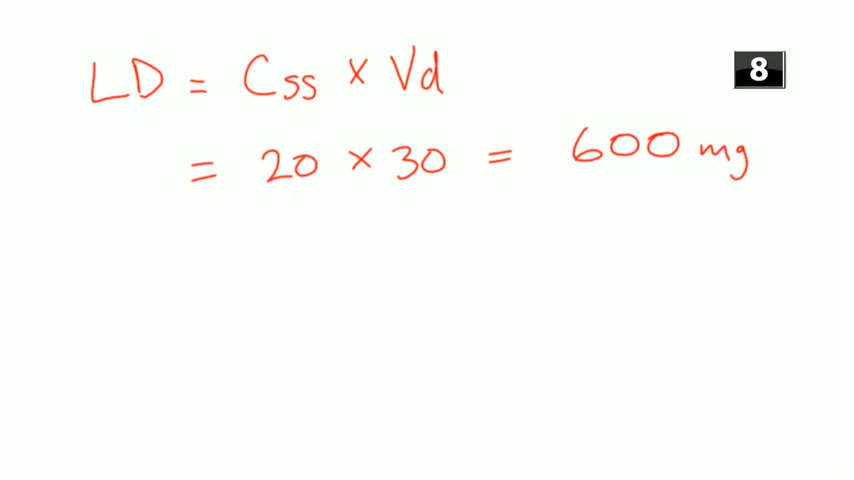 LD = Css × Vd
8
= 20 × 30 = 600 mg